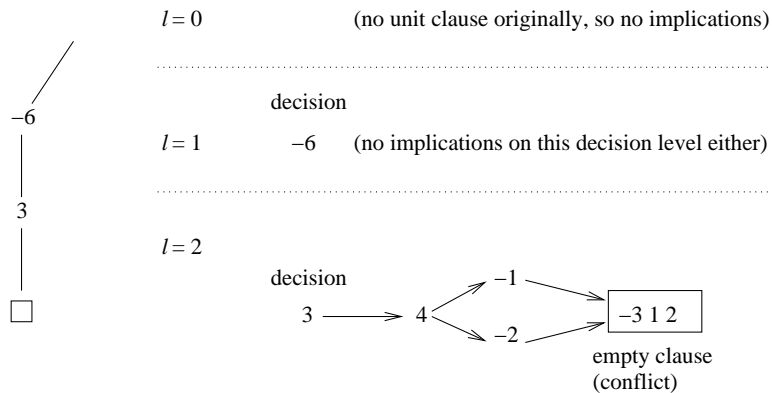 l = 0 (no unit clause originally, so no implications)
decision
−6
l = 1 −6 (no implications on this decision level either)
3
l = 2
decision
−1
3 4 −3 1 2
−2
empty clause
(conflict)